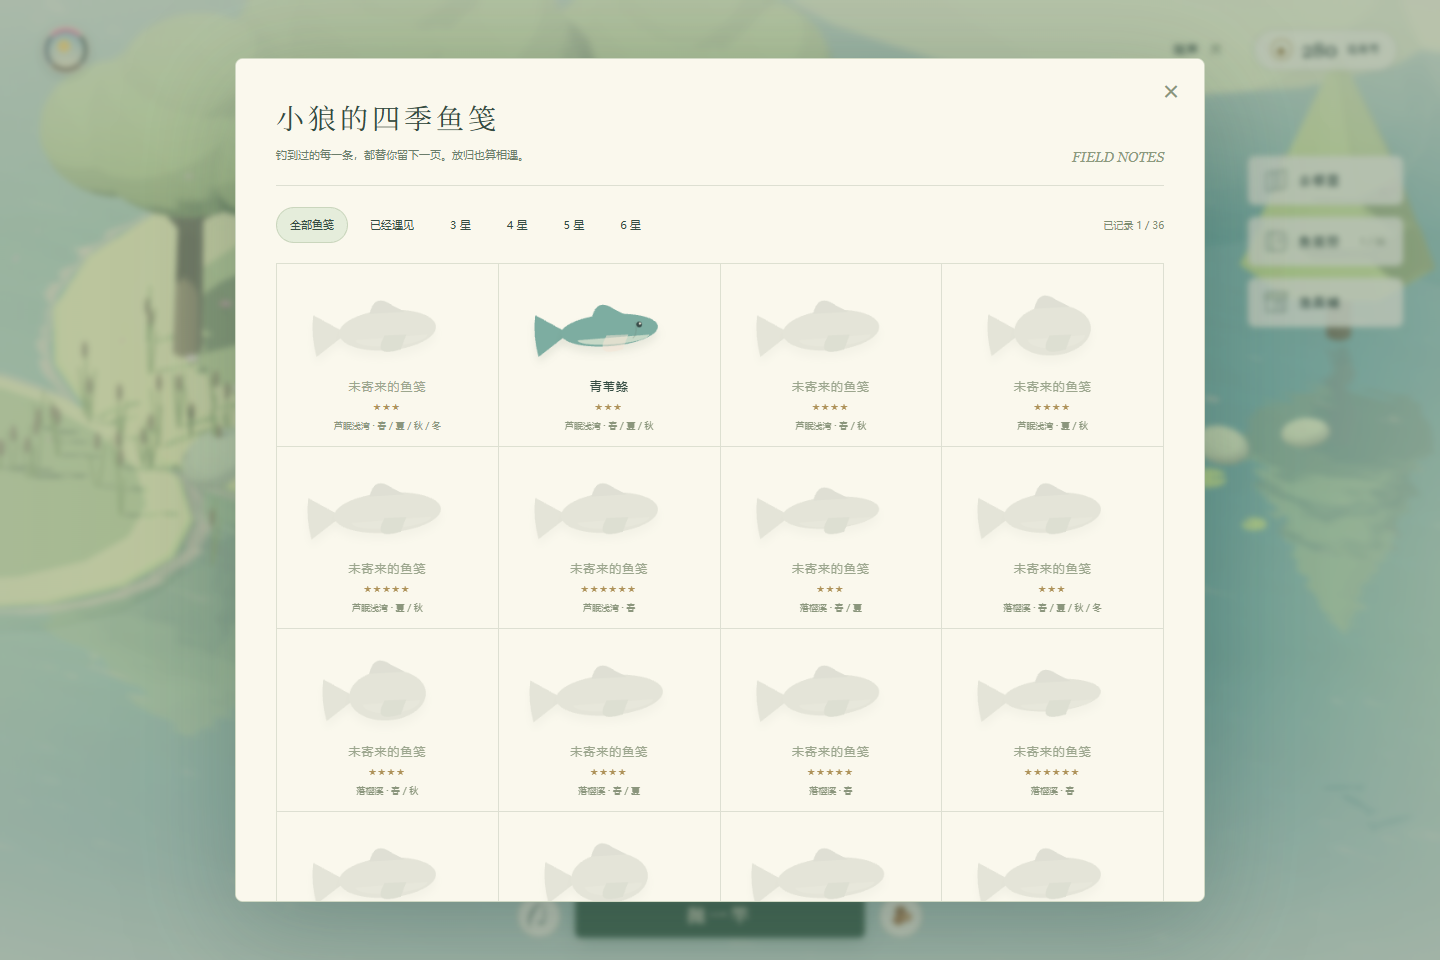 小狼的四季鱼笺
钓到过的每一条，都替你留下一页。放归也算相遇。
FIELD NOTES
全部鱼笺 已经遇见 3 星 4 星 5 星 6 星 已记录 1 / 36
未寄来的鱼笺 青苇鲦 未寄来的鱼笺 未寄来的鱼笺
★★★ ★★★ ★★★★ ★★★★
芦眠浅湾 · 春 / 夏 / 秋 / 冬 芦眠浅湾 · 春 / 夏 / 秋 芦眠浅湾 · 春 / 秋 芦眠浅湾 · 夏 / 秋
未寄来的鱼笺 未寄来的鱼笺 未寄来的鱼笺 未寄来的鱼笺
★★★★★ ★★★★★★ ★★★ ★★★
芦眠浅湾 · 夏 / 秋 芦眠浅湾 · 春 落樱溪 · 春 / 夏 落樱溪 · 春 / 夏 / 秋 / 冬
未寄来的鱼笺 未寄来的鱼笺 未寄来的鱼笺 未寄来的鱼笺
★★★★ ★★★★ ★★★★★ ★★★★★★
落樱溪 · 春 / 秋 落樱溪 · 春 / 夏 落樱溪 · 春 落樱溪 · 春
280